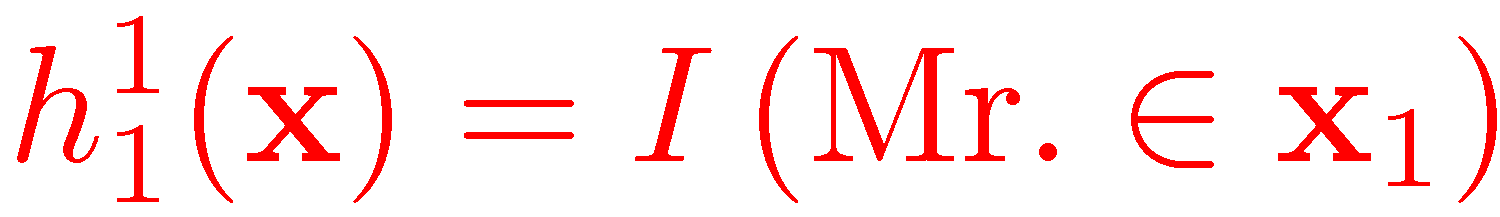 h_1^1(𝐱) = I (Mr. ∈ 𝐱_1)